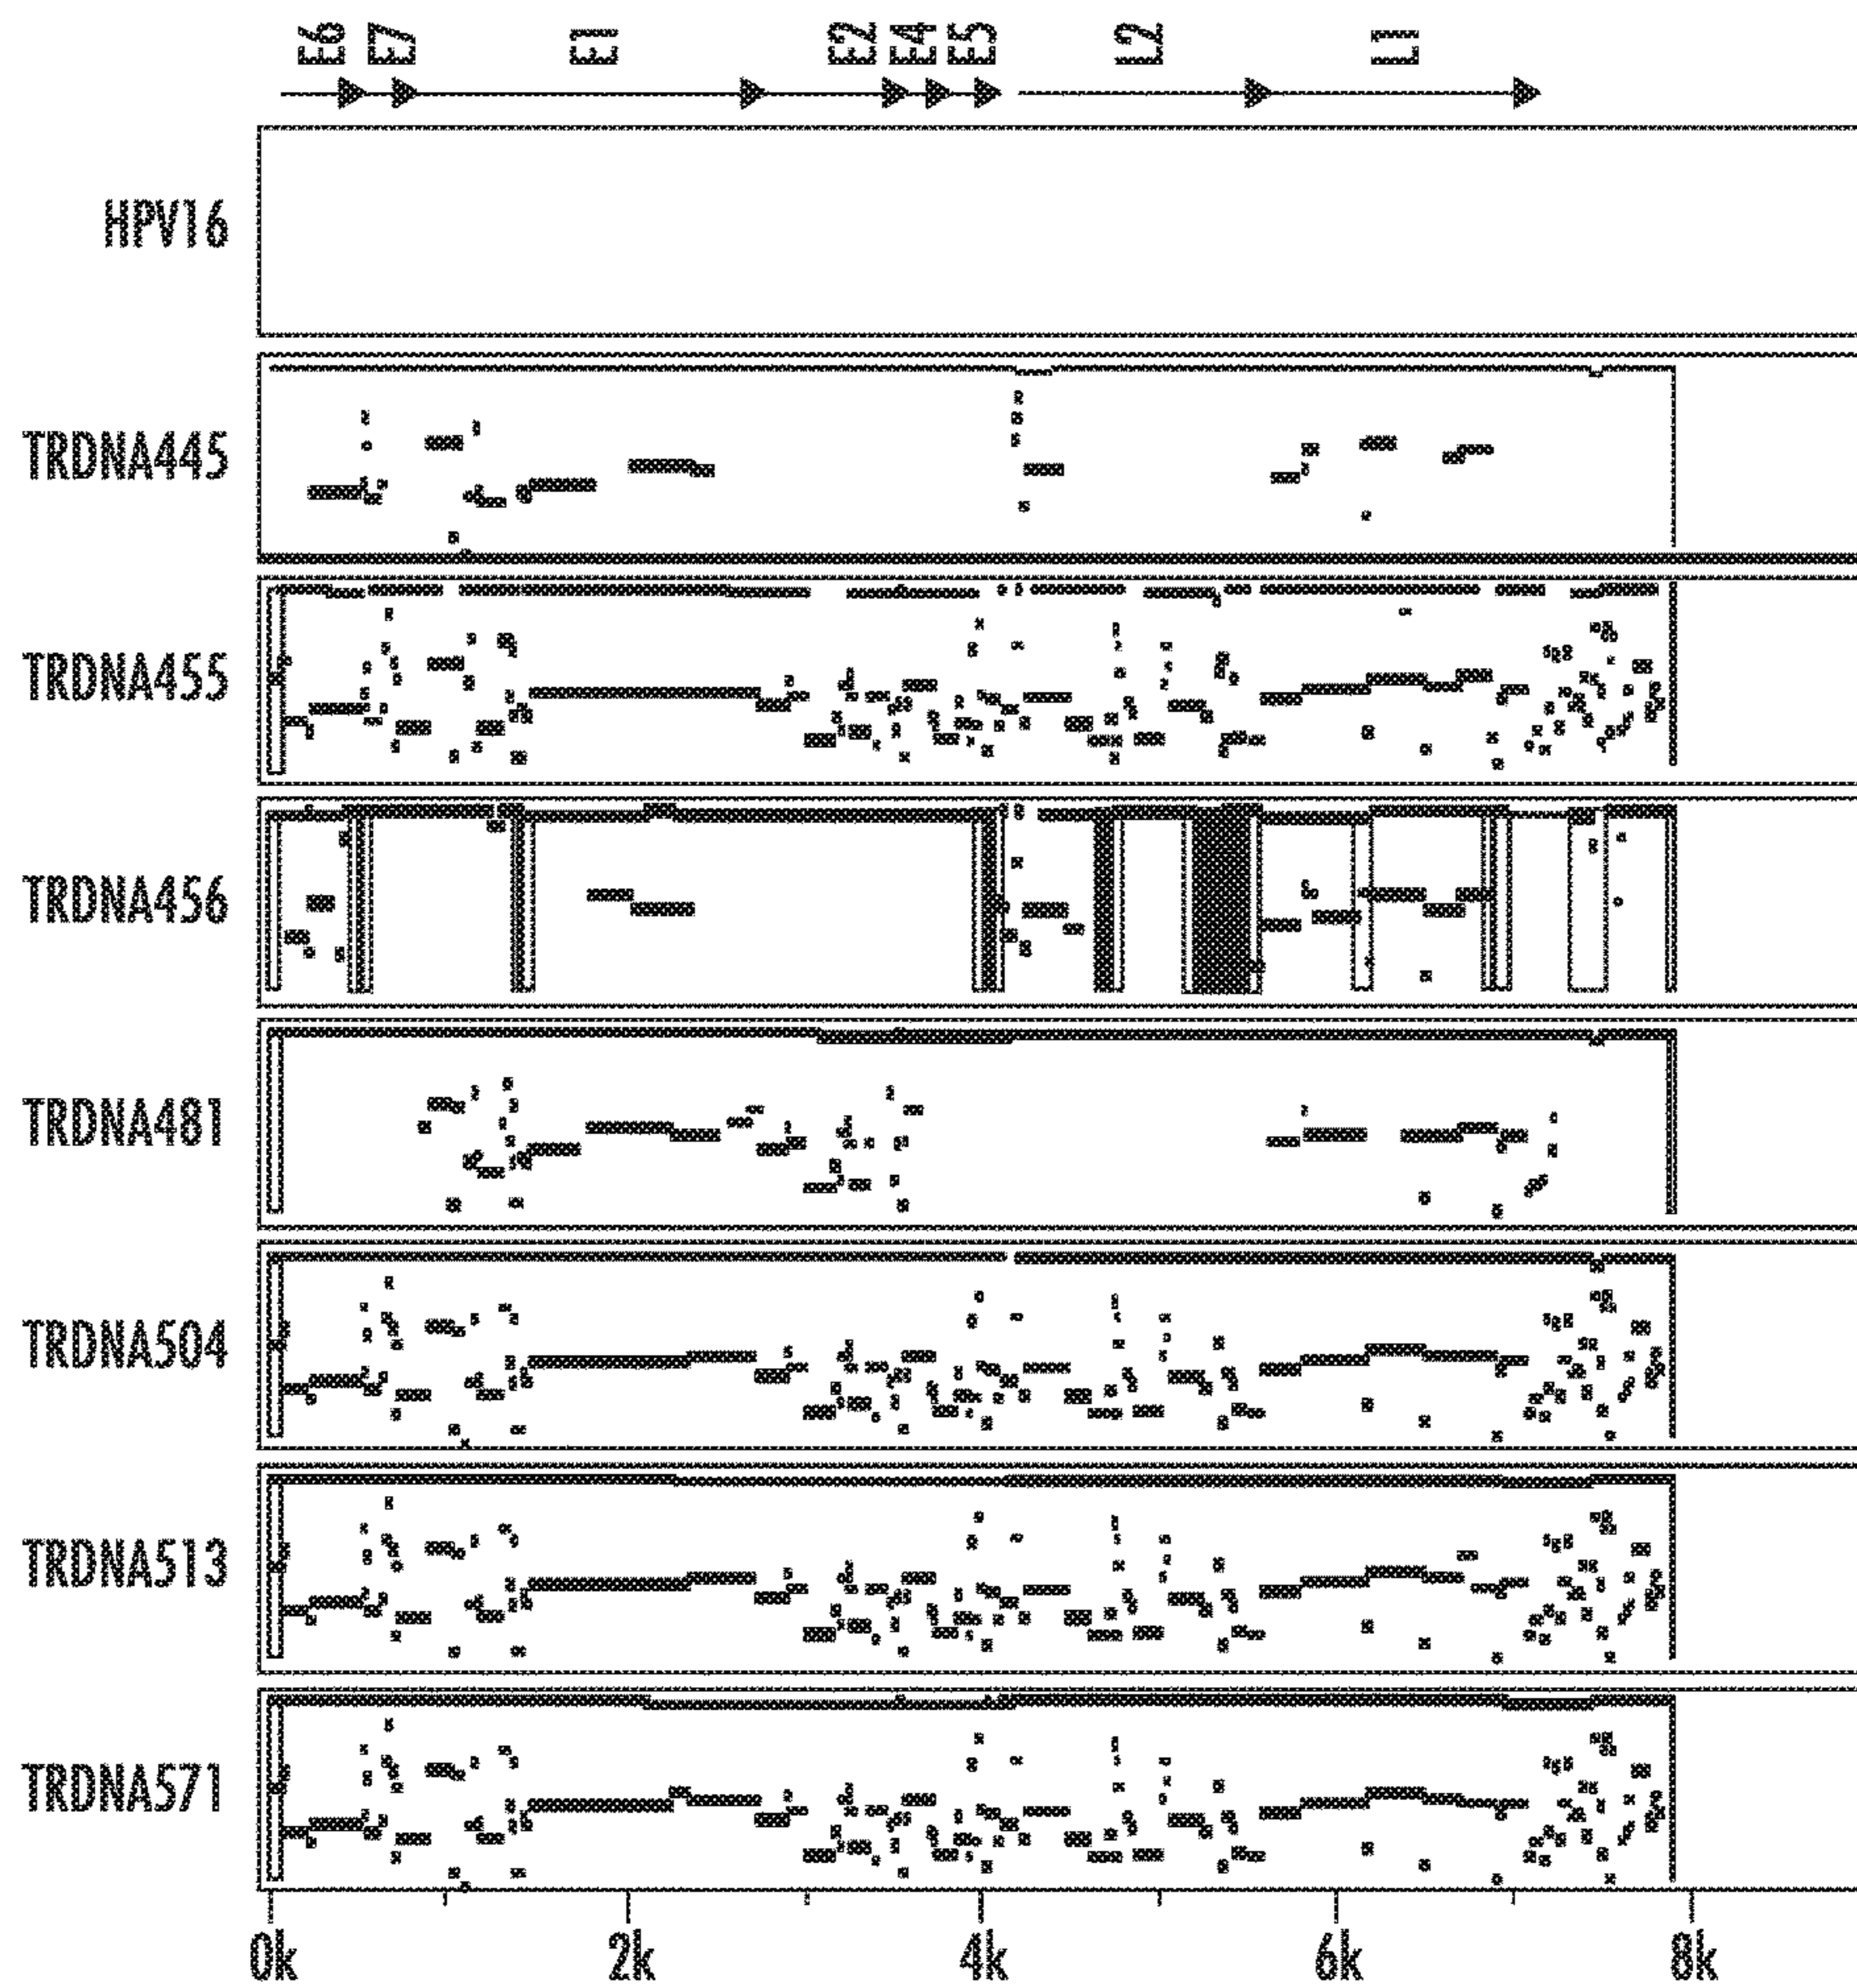 E6 E7 E1 E2 E4 E5 L2 L1
HPV16
TRDNA445
TRDNA455
TRDNA456
TRDNA481
TRDNA504
TRDNA513
TRDNA571
0k 2k 4k 6k 8k